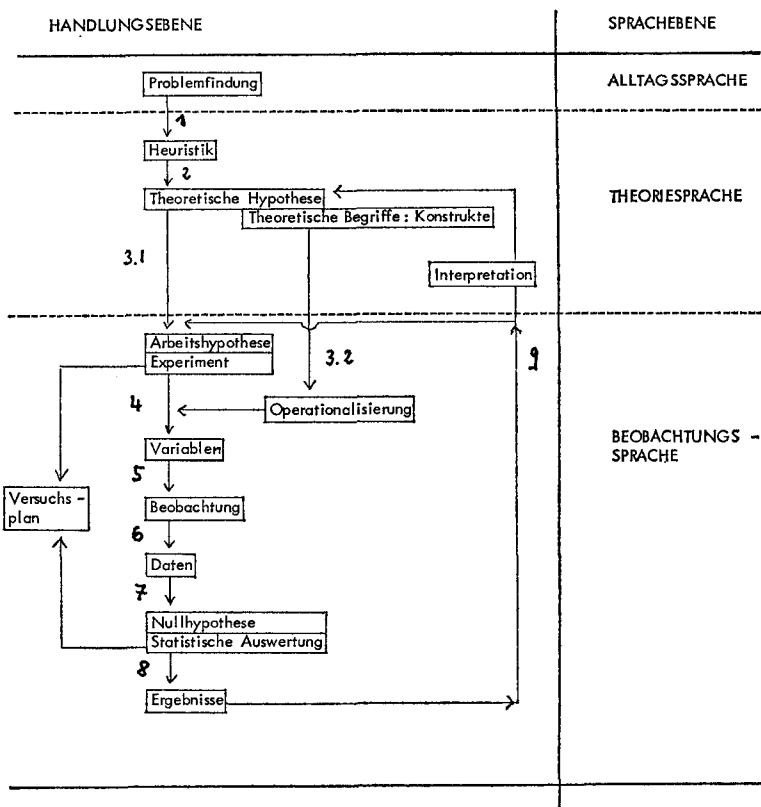 HANDLUNGSEBENE
SPRACHEBENE
Problemfindung
ALLTAGSSPRACHE
1
Heuristik
2
Theoretische Hypothese
THEORIESPRACHE
Theoretische Begriffe : Konstrukte
3.1
Interpretation
Arbeitshypothese
Experiment
3.2
9
4
Operationalisierung
Variablen
BEOBACHTUNGS -
SPRACHE
5
Versuchs -
plan
Beobachtung
6
Daten
7
Nullhypothese
Statistische Auswertung
8
Ergebnisse